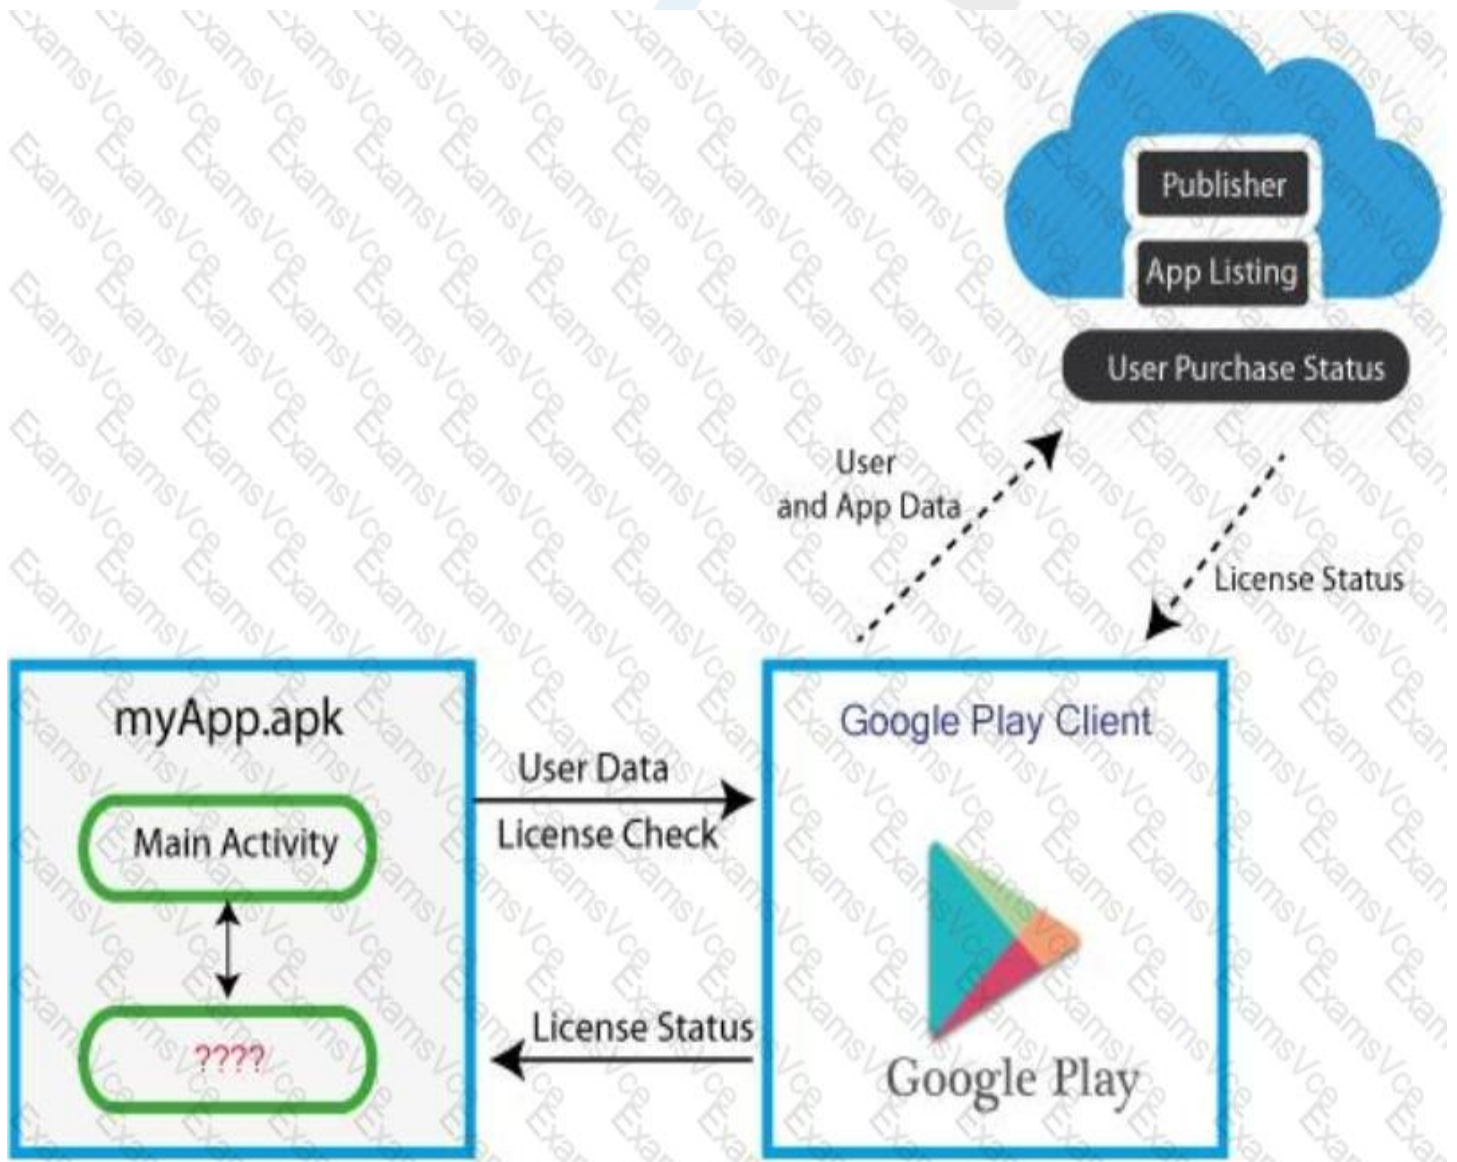 Publisher
App Listing
User Purchase Status
User
and App Data
License Status
myApp.apk
Main Activity
????
User Data
License Check
License Status
Google Play Client
Google Play
ExamsVce